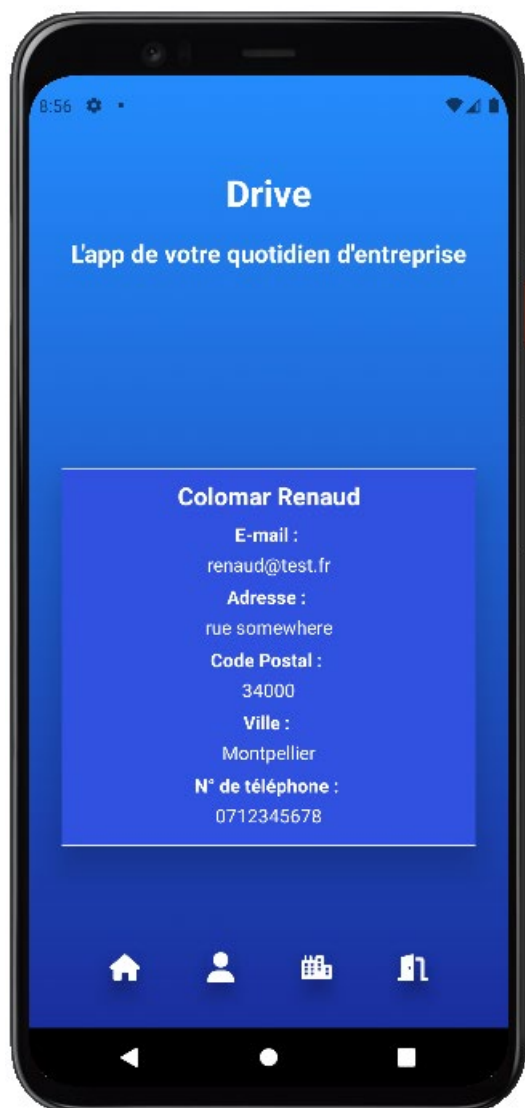 8:56
Drive
L'app de votre quotidien d'entreprise
Colomar Renaud
E-mail :
renaud@test.fr
Adresse :
rue somewhere
Code Postal :
34000
Ville :
Montpellier
N° de téléphone :
0712345678